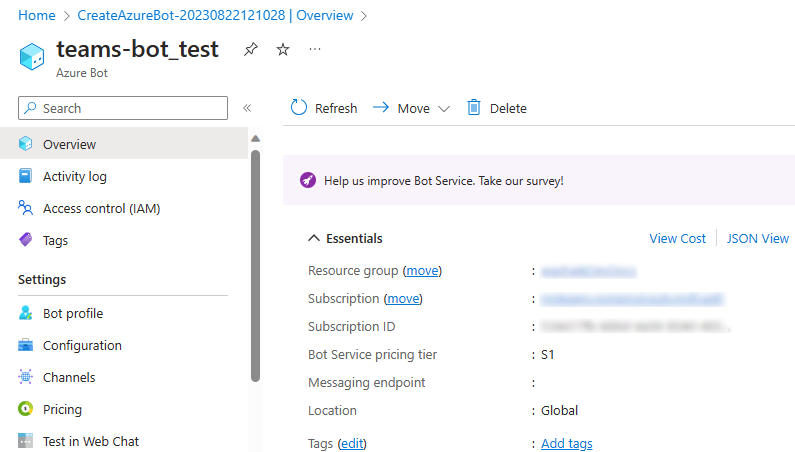 Home > CreateAzureBot-20230822121028 | Overview >
teams-bot_test
Azure Bot
Search
Refresh Move Delete
Overview
Activity log
Access control (IAM)
Tags
Settings
Bot profile
Configuration
Channels
Pricing
Test in Web Chat
Help us improve Bot Service. Take our survey!
Essentials View Cost JSON View
Resource group (move) :
Subscription (move) :
Subscription ID :
Bot Service pricing tier : S1
Messaging endpoint :
Location : Global
Tags (edit) : Add tags